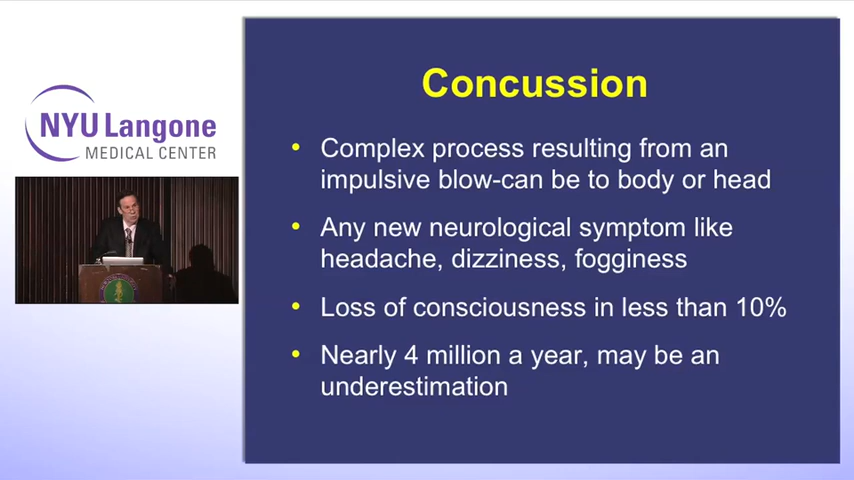 NYU Langone
MEDICAL CENTER
Concussion
• Complex process resulting from an
impulsive blow-can be to body or head
• Any new neurological symptom like
headache, dizziness, fogginess
• Loss of consciousness in less than 10%
• Nearly 4 million a year, may be an
underestimation